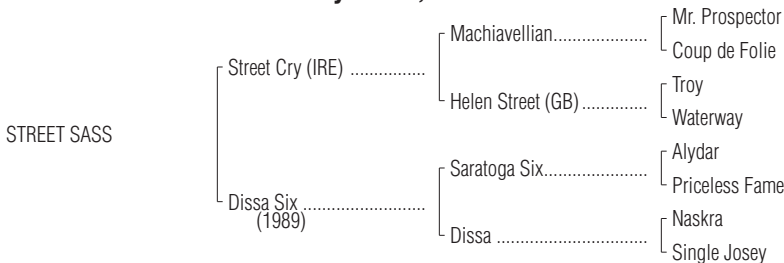 Mr. Prospector
Machiavellian....................
Coup de Folie
Street Cry (IRE) ................
Troy
Helen Street (GB)..............
Waterway
STREET SASS
Alydar
Saratoga Six......................
Priceless Fame
Dissa Six ..........................
(1989)
Naskra
Dissa ................................
Single Josey